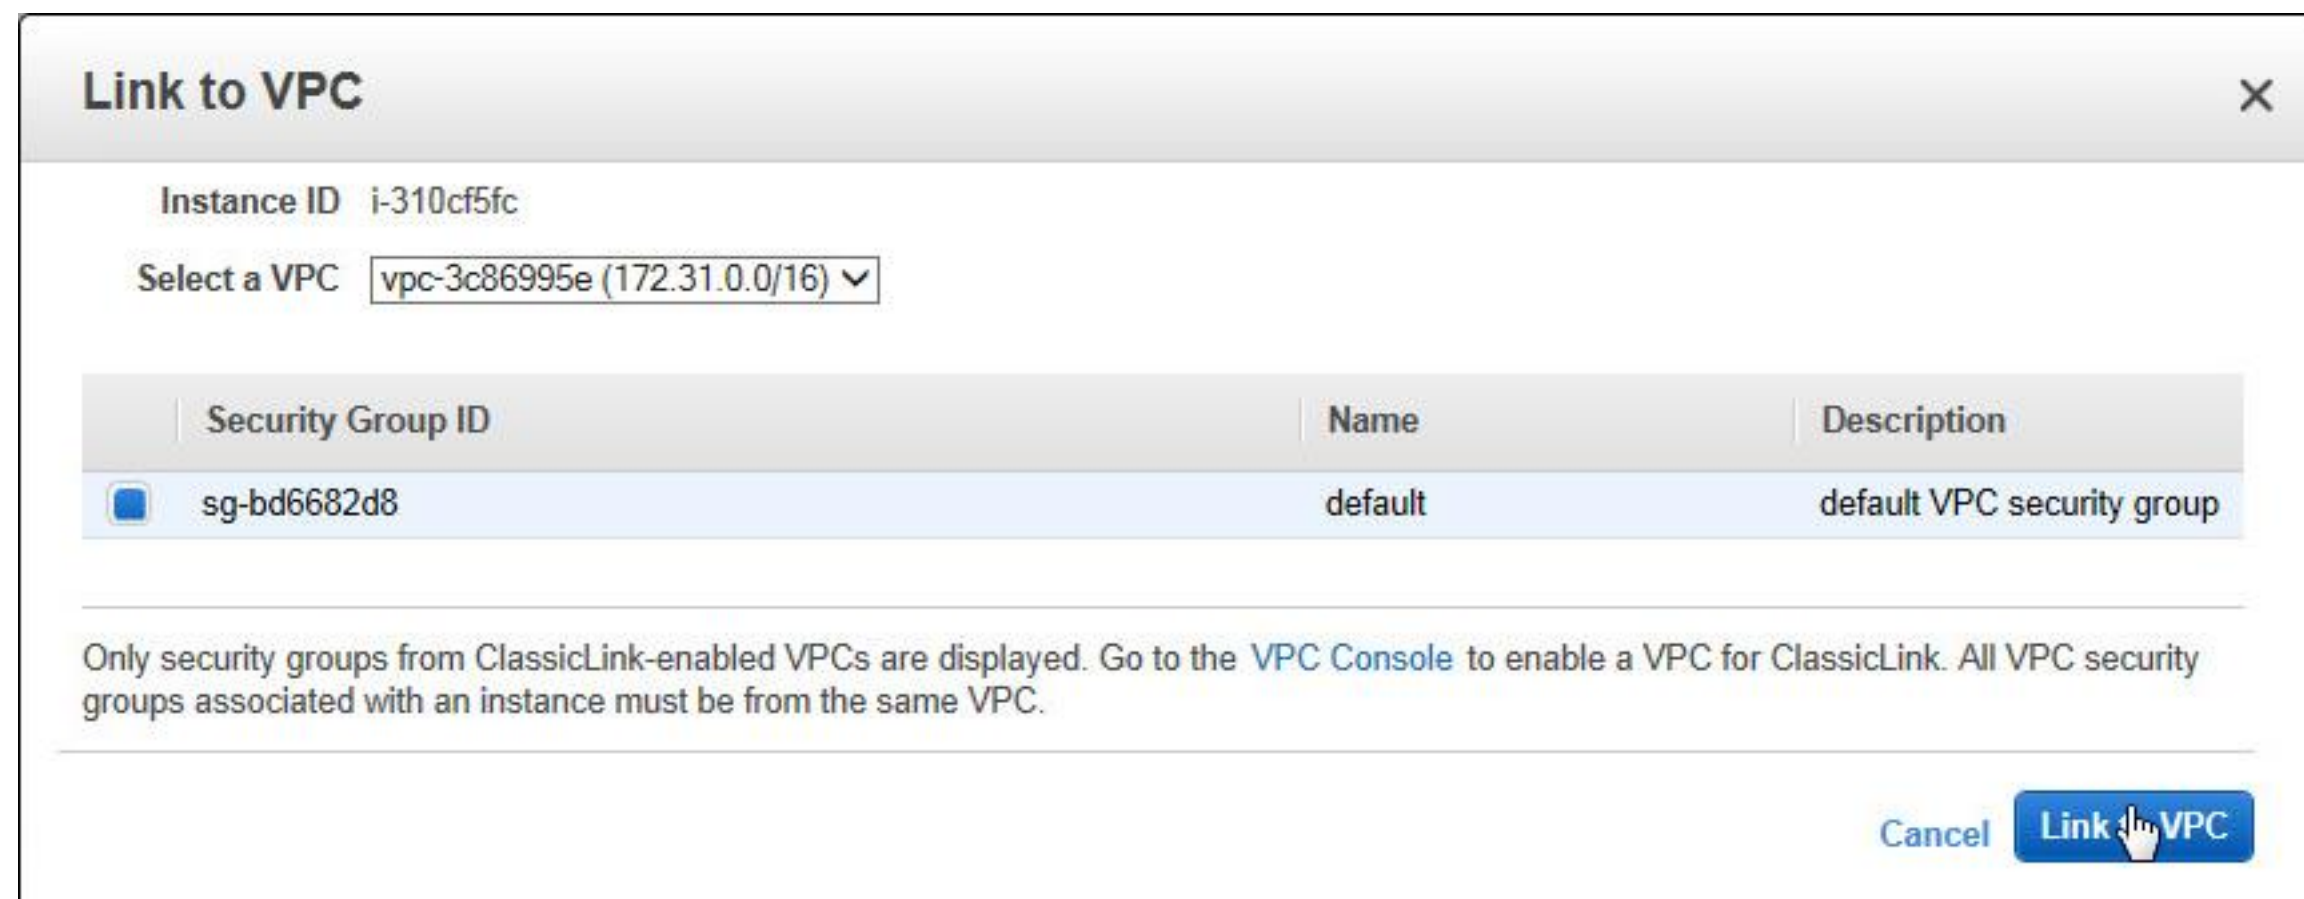 Link to VPC
Instance ID i-310cf5fc
Select a VPC vpc-3c86995e (172.31.0.0/16)
Security Group ID Name Description
sg-bd6682d8 default default VPC security group
Only security groups from ClassicLink-enabled VPCs are displayed. Go to the VPC Console to enable a VPC for ClassicLink. All VPC security
groups associated with an instance must be from the same VPC.
Cancel Link VPC